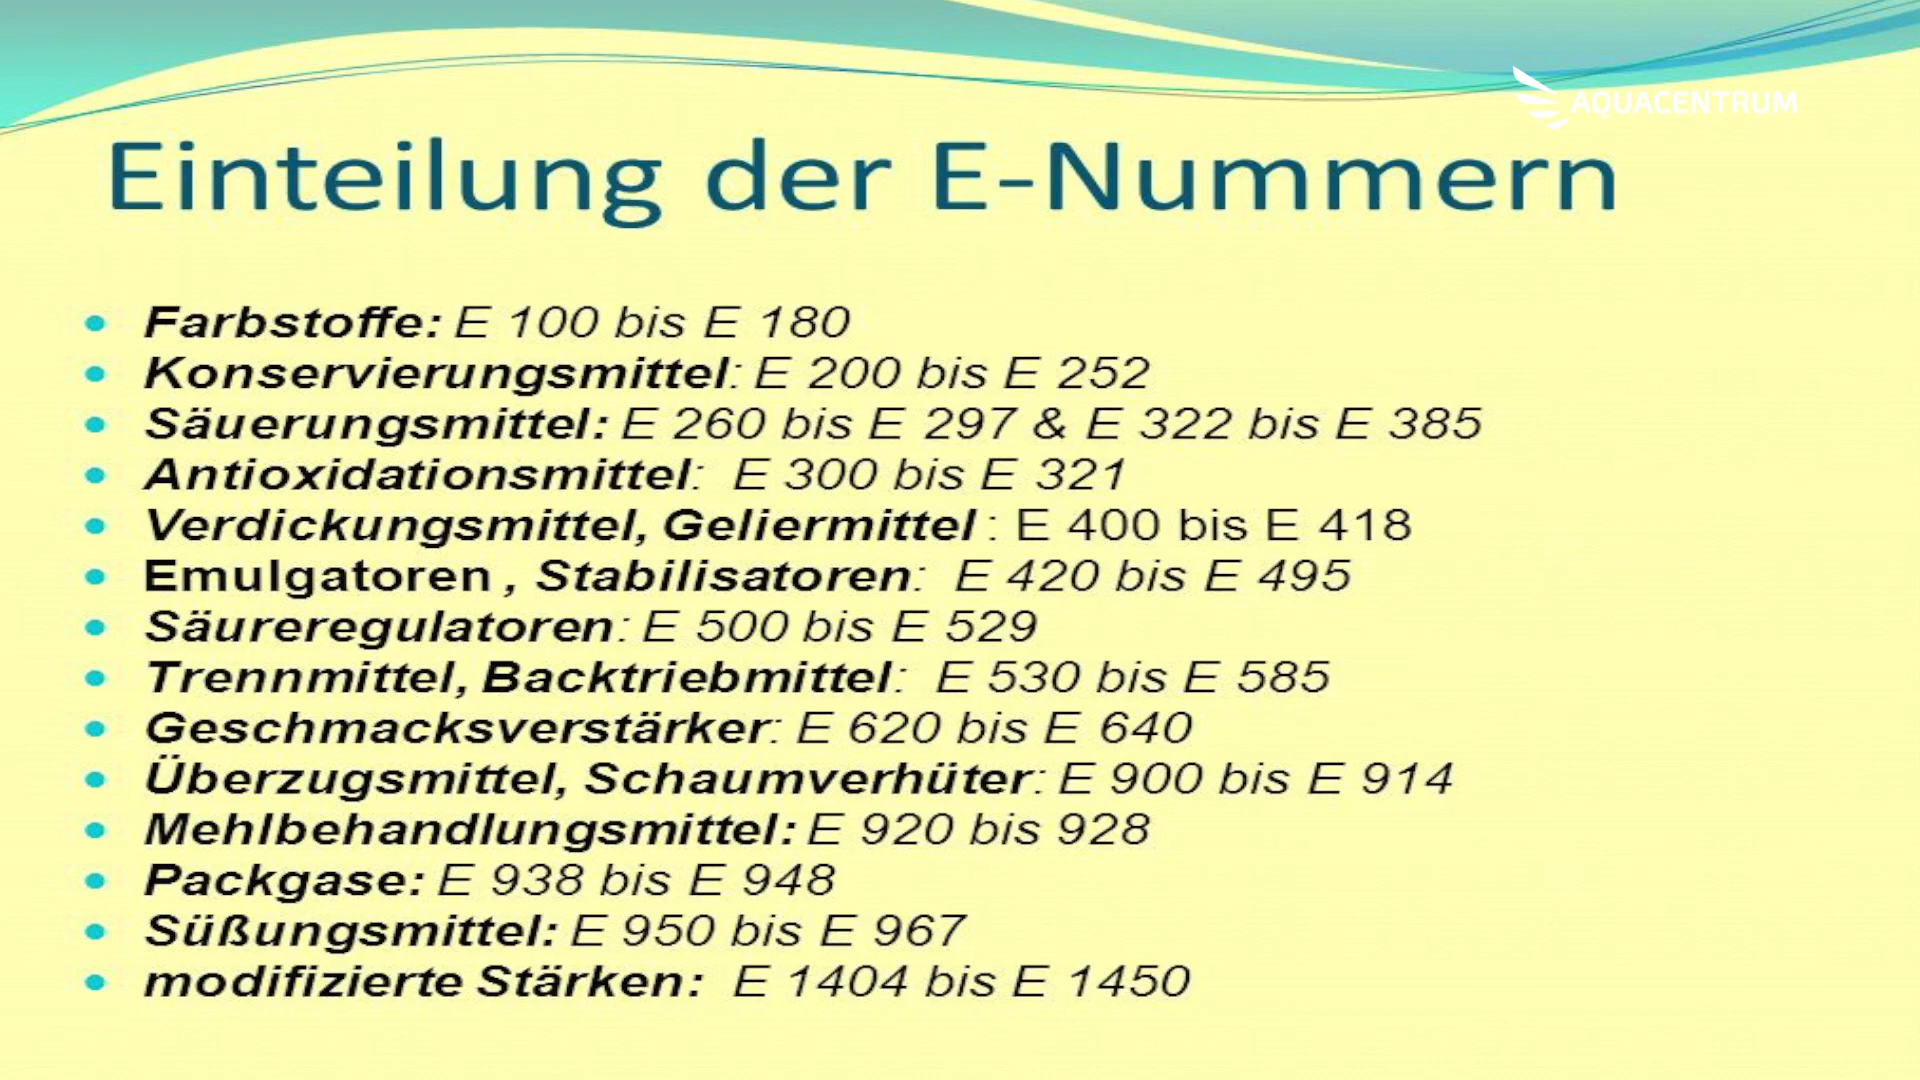 AQUACENTRUM
Einteilung der E-Nummern
• Farbstoffe: E 100 bis E 180
• Konservierungsmittel: E 200 bis E 252
• Säuerungsmittel: E 260 bis E 297 & E 322 bis E 385
• Antioxidationsmittel: E 300 bis E 321
• Verdickungsmittel, Geliermittel : E 400 bis E 418
• Emulgatoren , Stabilisatoren: E 420 bis E 495
• Säureregulatoren: E 500 bis E 529
• Trennmittel, Backtriebmittel: E 530 bis E 585
• Geschmacksverstärker: E 620 bis E 640
• Überzugsmittel, Schaumverhüter: E 900 bis E 914
• Mehlbehandlungsmittel: E 920 bis 928
• Packgase: E 938 bis E 948
• Süßungsmittel: E 950 bis E 967
• modifizierte Stärken: E 1404 bis E 1450